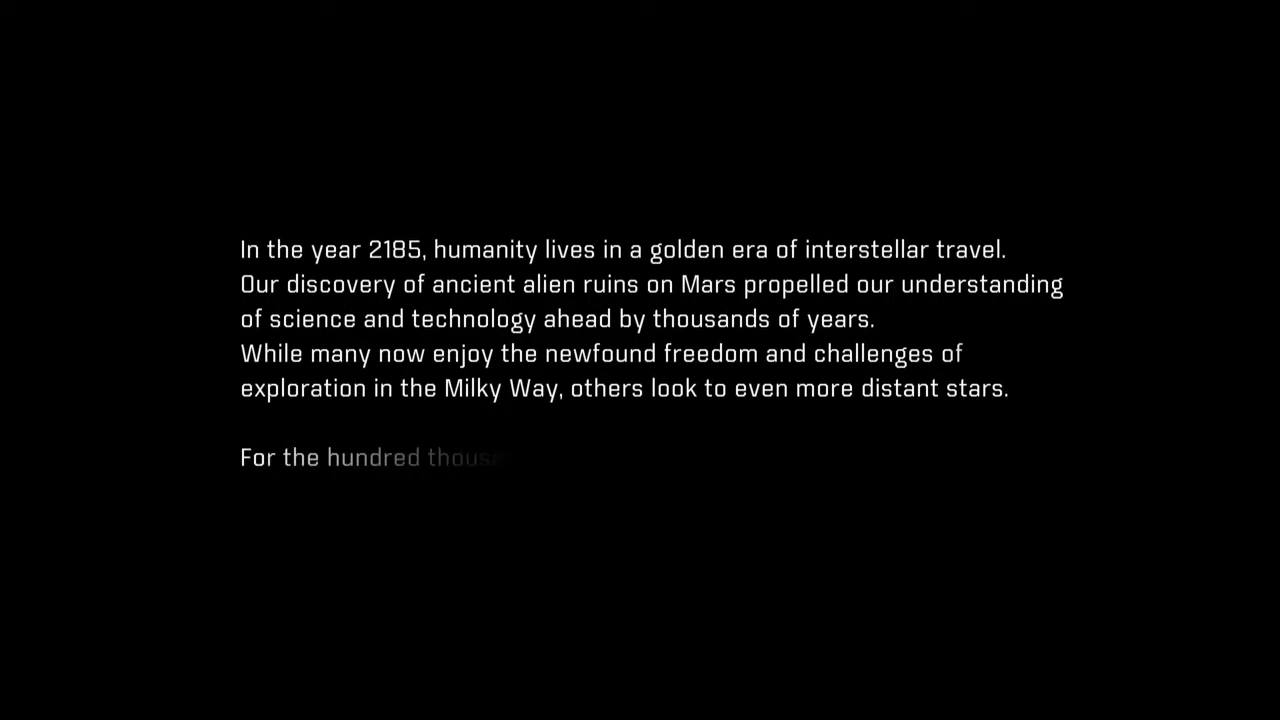 In the year 2185, humanity lives in a golden era of interstellar travel.
Our discovery of ancient alien ruins on Mars propelled our understanding
of science and technology ahead by thousands of years.
While many now enjoy the newfound freedom and challenges of
exploration in the Milky Way, others look to even more distant stars.
For the hundred